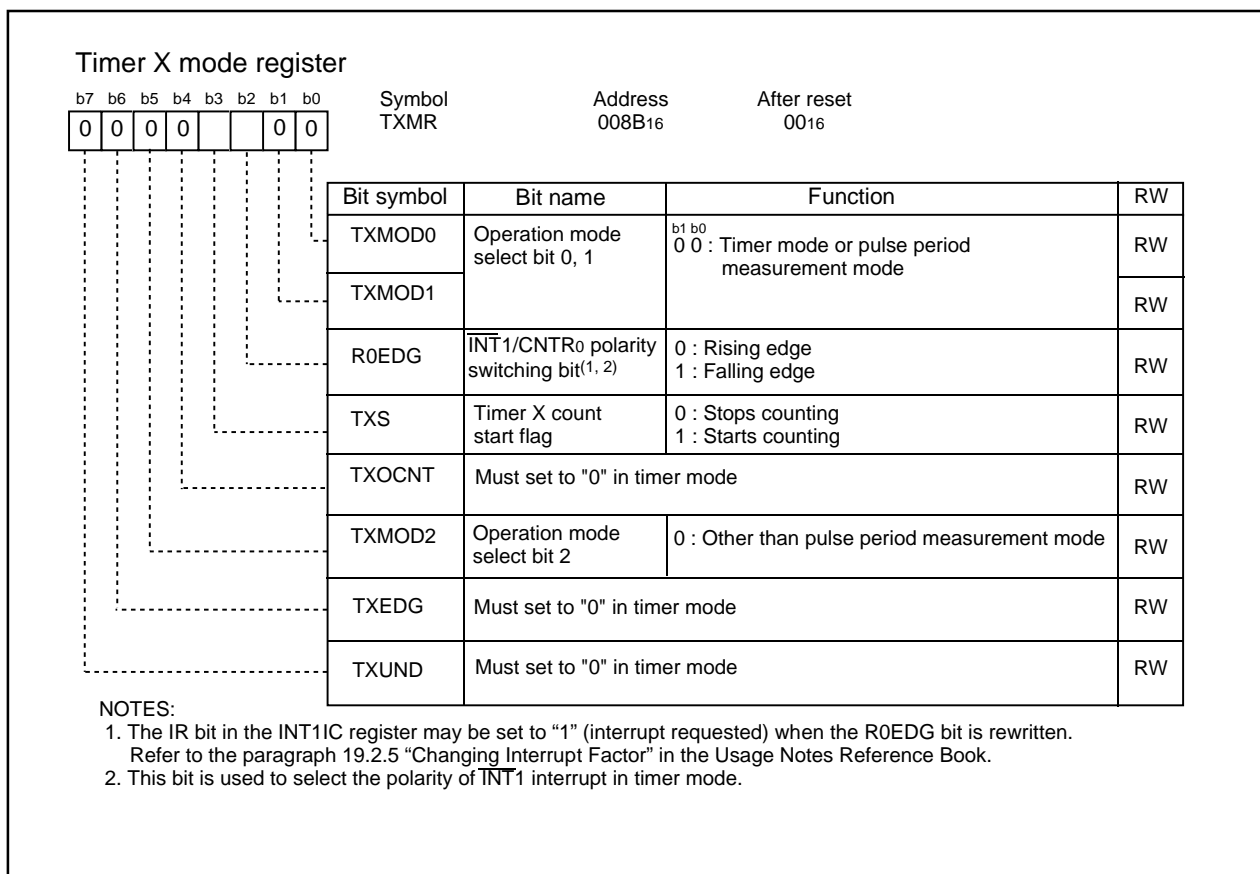 Timer X mode register
b7 b6 b5 b4 b3 b2 b1 b0
Symbol Address After reset
0 0 0 0 0 0
TXMR 008B16 0016
Bit symbol Bit name Function RW
TXMOD0 Operation mode select bit 0, 1 b1 b0
0 0 : Timer mode or pulse period
measurement mode RW
TXMOD1 RW
R0EDG INT1/CNTR0 polarity
switching bit(1, 2) 0 : Rising edge
1 : Falling edge RW
TXS Timer X count
start flag 0 : Stops counting
1 : Starts counting RW
TXOCNT Must set to "0" in timer mode RW
TXMOD2 Operation mode
select bit 2 0 : Other than pulse period measurement mode RW
TXEDG Must set to "0" in timer mode RW
TXUND Must set to "0" in timer mode RW
NOTES:
1. The IR bit in the INT1IC register may be set to “1” (interrupt requested) when the R0EDG bit is rewritten.
Refer to the paragraph 19.2.5 “Changing Interrupt Factor” in the Usage Notes Reference Book.
2. This bit is used to select the polarity of INT1 interrupt in timer mode.